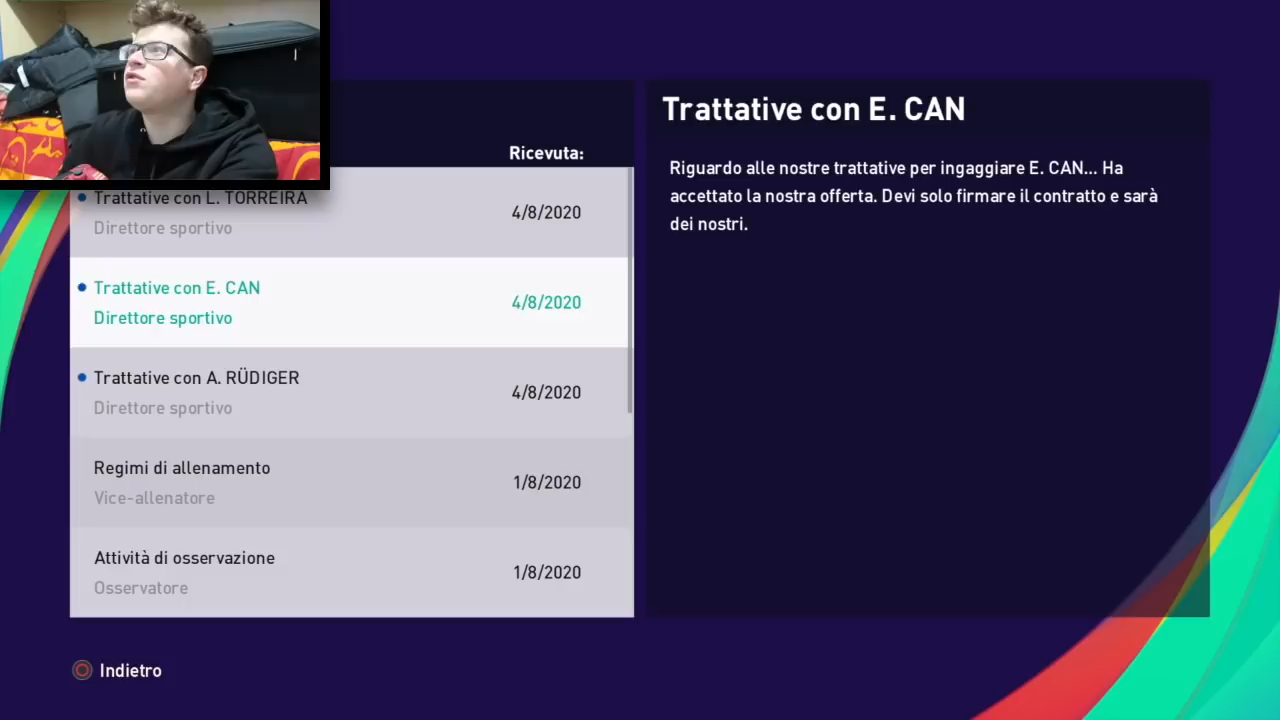 Ricevuta:
Trattative con L. TORREIRA
Direttore sportivo
4/8/2020
Trattative con E. CAN
Direttore sportivo
4/8/2020
Trattative con A. RÜDIGER
Direttore sportivo
4/8/2020
Regimi di allenamento
Vice-allenatore
1/8/2020
Attività di osservazione
Osservatore
1/8/2020
Trattative con E. CAN
Riguardo alle nostre trattative per ingaggiare E. CAN... Ha
accettato la nostra offerta. Devi solo firmare il contratto e sarà
dei nostri.
Indietro